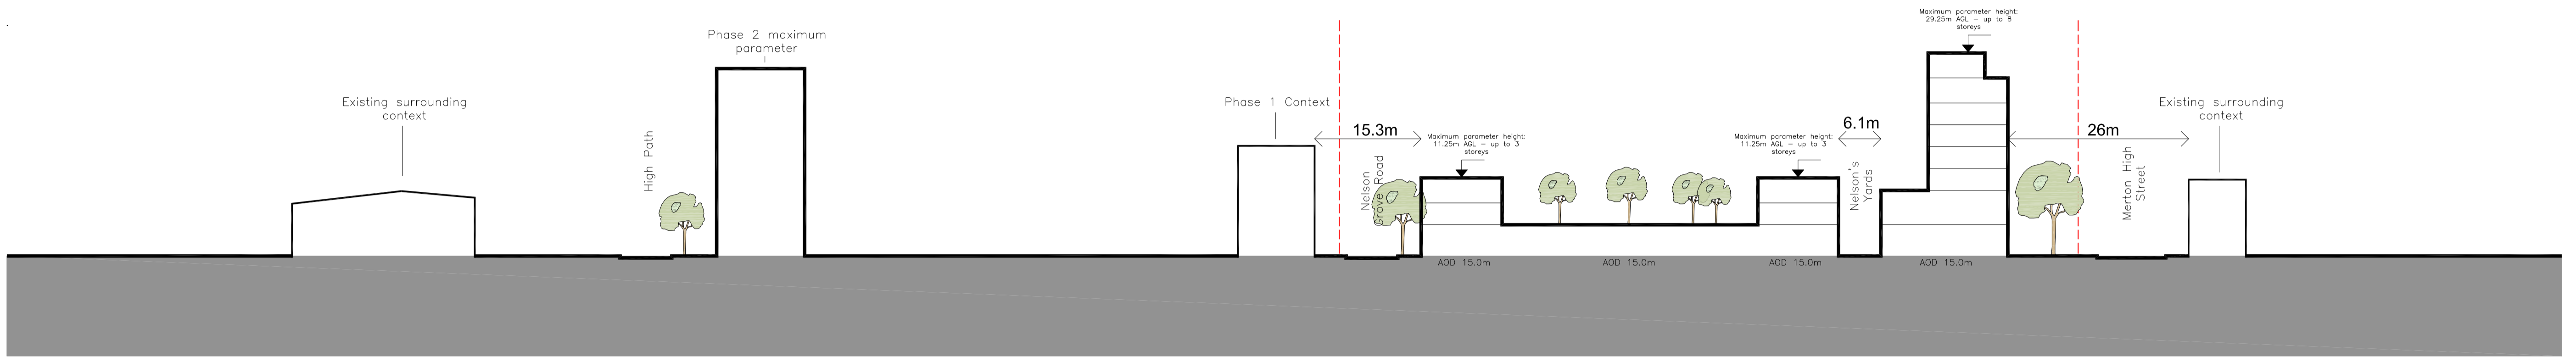 Existing surrounding
context
High Path
Phase 2 maximum
parameter
Phase 1 Context
15.3m
Nelson
Grove Road
Maximum parameter height:
11.25m AGL – up to 3
storeys
Maximum parameter height:
11.25m AGL – up to 3
storeys
6.1m
Nelson's
Yards
Maximum parameter height:
29.25m AGL – up to 8
storeys
26m
Merton High
Street
Existing surrounding
context
AOD 15.0m
AOD 15.0m
AOD 15.0m
AOD 15.0m